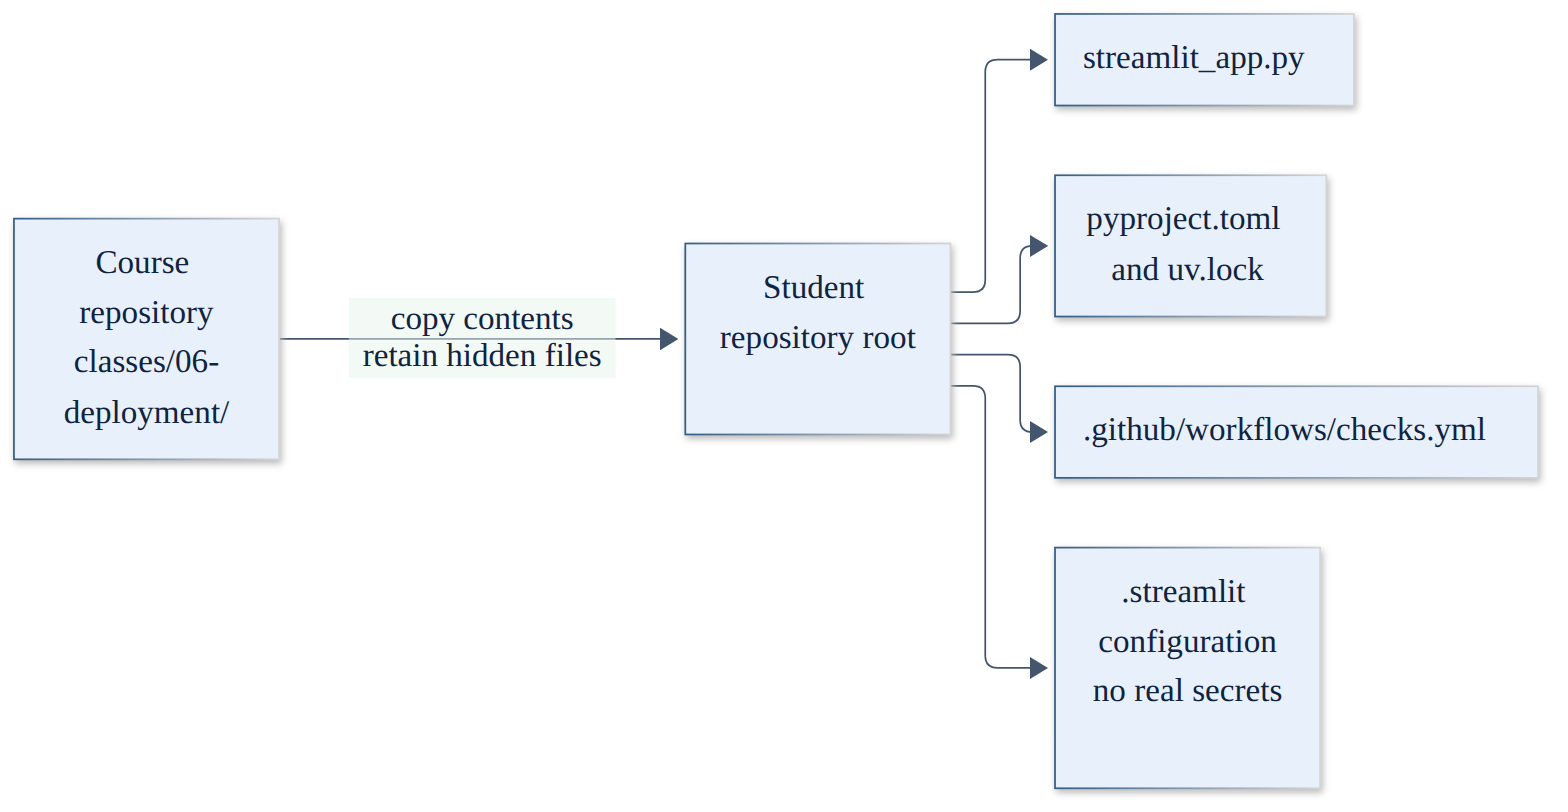 Course
repository
classes/06-
deployment/
copy contents
retain hidden files
Student
repository root
streamlit_app.py
pyproject.toml
and uv.lock
.github/workflows/checks.yml
.streamlit
configuration
no real secrets